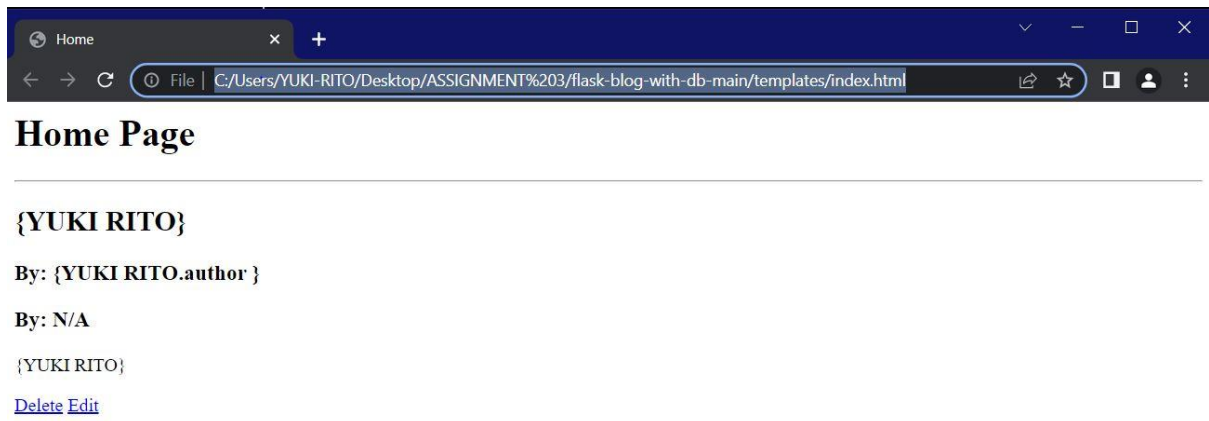 Home
File | C:/Users/YUKI-RITO/Desktop/ASSIGNMENT%203/flask-blog-with-db-main/templates/index.html
Home Page
{YUKI RITO}
By: {YUKI RITO.author }
By: N/A
{YUKI RITO}
Delete Edit